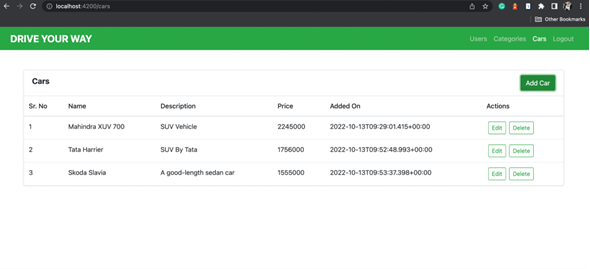 localhost:4200/cars
Other Bookmarks
DRIVE YOUR WAY Users Categories Cars Logout
Cars Add Car
Sr. No Name Description Price Added On Actions
1 Mahindra XUV 700 SUV Vehicle 2245000 2022-10-13T09:29:01.415+00:00 Edit Delete
2 Tata Harrier SUV By Tata 1756000 2022-10-13T09:52:48.993+00:00 Edit Delete
3 Skoda Slavia A good-length sedan car 1555000 2022-10-13T09:53:37.398+00:00 Edit Delete